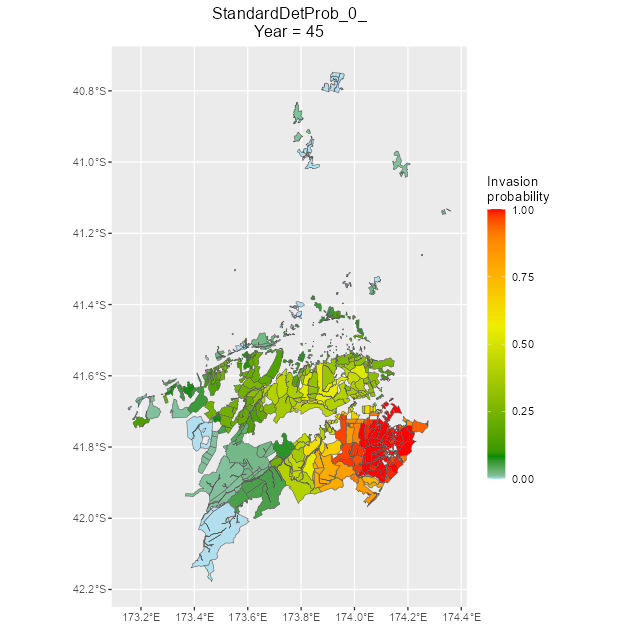 StandardDetProb_0_
Year = 45
40.8°S
41.0°S
41.2°S
41.4°S
41.6°S
41.8°S
42.0°S
42.2°S
173.2°E 173.4°E 173.6°E 173.8°E 174.0°E 174.2°E 174.4°E
Invasion
probability
1.00
0.75
0.50
0.25
0.00